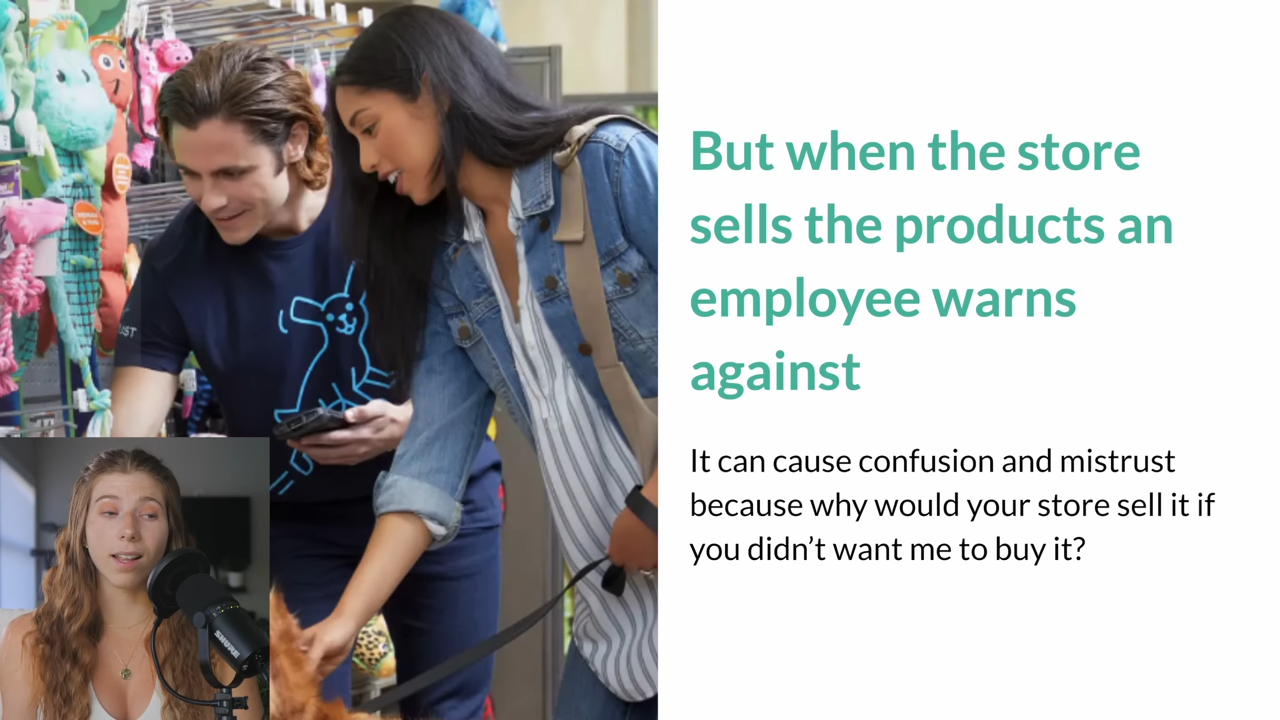 But when the store
sells the products an
employee warns
against
It can cause confusion and mistrust
because why would your store sell it if
you didn't want me to buy it?
UST
SHURE